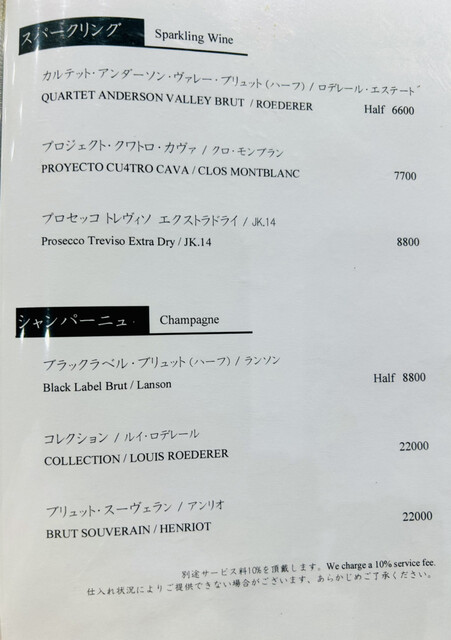 スパークリング Sparkling Wine
カルテット・アンダーソン・ヴァレー・ブリュット(ハーフ) / ロデレール・エステード
QUARTET ANDERSON VALLEY BRUT / ROEDERER Half 6600
プロジェクト・クワトロ・カヴァ / クロ・モンブラン
PROYECTO CU4TRO CAVA / CLOS MONTBLANC 7700
プロセッコ トレヴィソ エクストラドライ / JK.14
Prosecco Treviso Extra Dry / JK.14 8800
シャンパーニュ Champagne
ブラックラベル・ブリュット(ハーフ) / ランソン
Black Label Brut / Lanson Half 8800
コレクション / ルイ・ロデレール
COLLECTION / LOUIS ROEDERER 22000
ブリュット・スーヴェラン / アンリオ
BRUT SOUVERAIN / HENRIOT 22000
別途サービス料10%を頂戴します。We charge a 10% service fee.
仕入れ状況によりご提供できない場合がございます、あらかじめご了承ください。